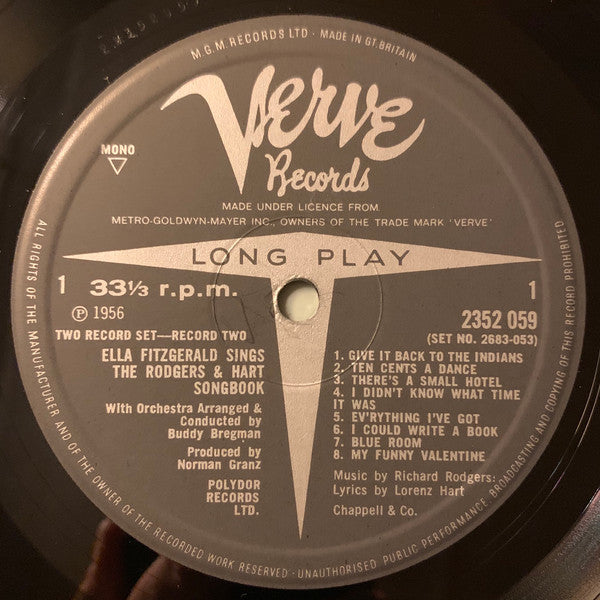 M.G.M. RECORDS LTD · MADE IN GT. BRITAIN
Verve
Records
MONO
MADE UNDER LICENCE FROM
METRO-GOLDWYN-MAYER INC., OWNERS OF THE TRADE MARK 'VERVE'
LONG PLAY
1 33⅓ r.p.m.
1
℗ 1956
2352 059
(SET NO. 2683-053)
TWO RECORD SET—RECORD TWO
ELLA FITZGERALD SINGS
THE RODGERS & HART
SONGBOOK
With Orchestra Arranged &
Conducted by
Buddy Bregman
Produced by
Norman Granz
POLYDOR
RECORDS
LTD.
1. GIVE IT BACK TO THE INDIANS
2. TEN CENTS A DANCE
3. THERE'S A SMALL HOTEL
4. I DIDN'T KNOW WHAT TIME
IT WAS
5. EV'RYTHING I'VE GOT
6. I COULD WRITE A BOOK
7. BLUE ROOM
8. MY FUNNY VALENTINE
Music by Richard Rodgers:
Lyrics by Lorenz Hart
Chappell & Co.
ALL RIGHTS OF THE MANUFACTURER AND OF THE OWNER OF THE RECORDED WORK RESERVED · UNAUTHORISED PUBLIC PERFORMANCE, BROADCASTING AND COPYING OF THIS RECORD PROHIBITED